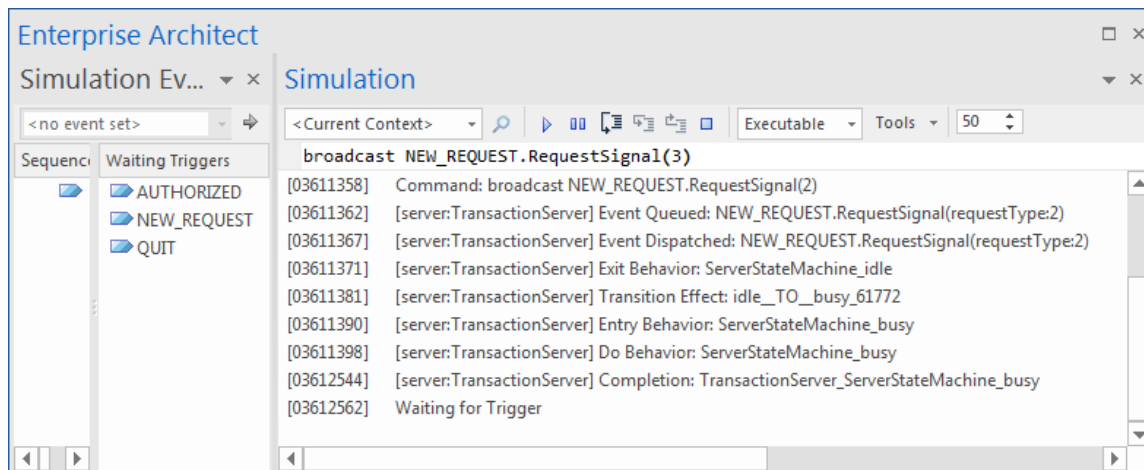 Enterprise Architect
Simulation Ev...
Simulation
<no event set>
<Current Context>
Executable
Tools
50
Sequence
Waiting Triggers
broadcast NEW_REQUEST.RequestSignal(3)
AUTHORIZED
NEW_REQUEST
QUIT
[03611358] Command: broadcast NEW_REQUEST.RequestSignal(2)
[03611362] [server:TransactionServer] Event Queued: NEW_REQUEST.RequestSignal(requestType:2)
[03611367] [server:TransactionServer] Event Dispatched: NEW_REQUEST.RequestSignal(requestType:2)
[03611371] [server:TransactionServer] Exit Behavior: ServerStateMachine_idle
[03611381] [server:TransactionServer] Transition Effect: idle__TO__busy_61772
[03611390] [server:TransactionServer] Entry Behavior: ServerStateMachine_busy
[03611398] [server:TransactionServer] Do Behavior: ServerStateMachine_busy
[03612544] [server:TransactionServer] Completion: TransactionServer_ServerStateMachine_busy
[03612562] Waiting for Trigger